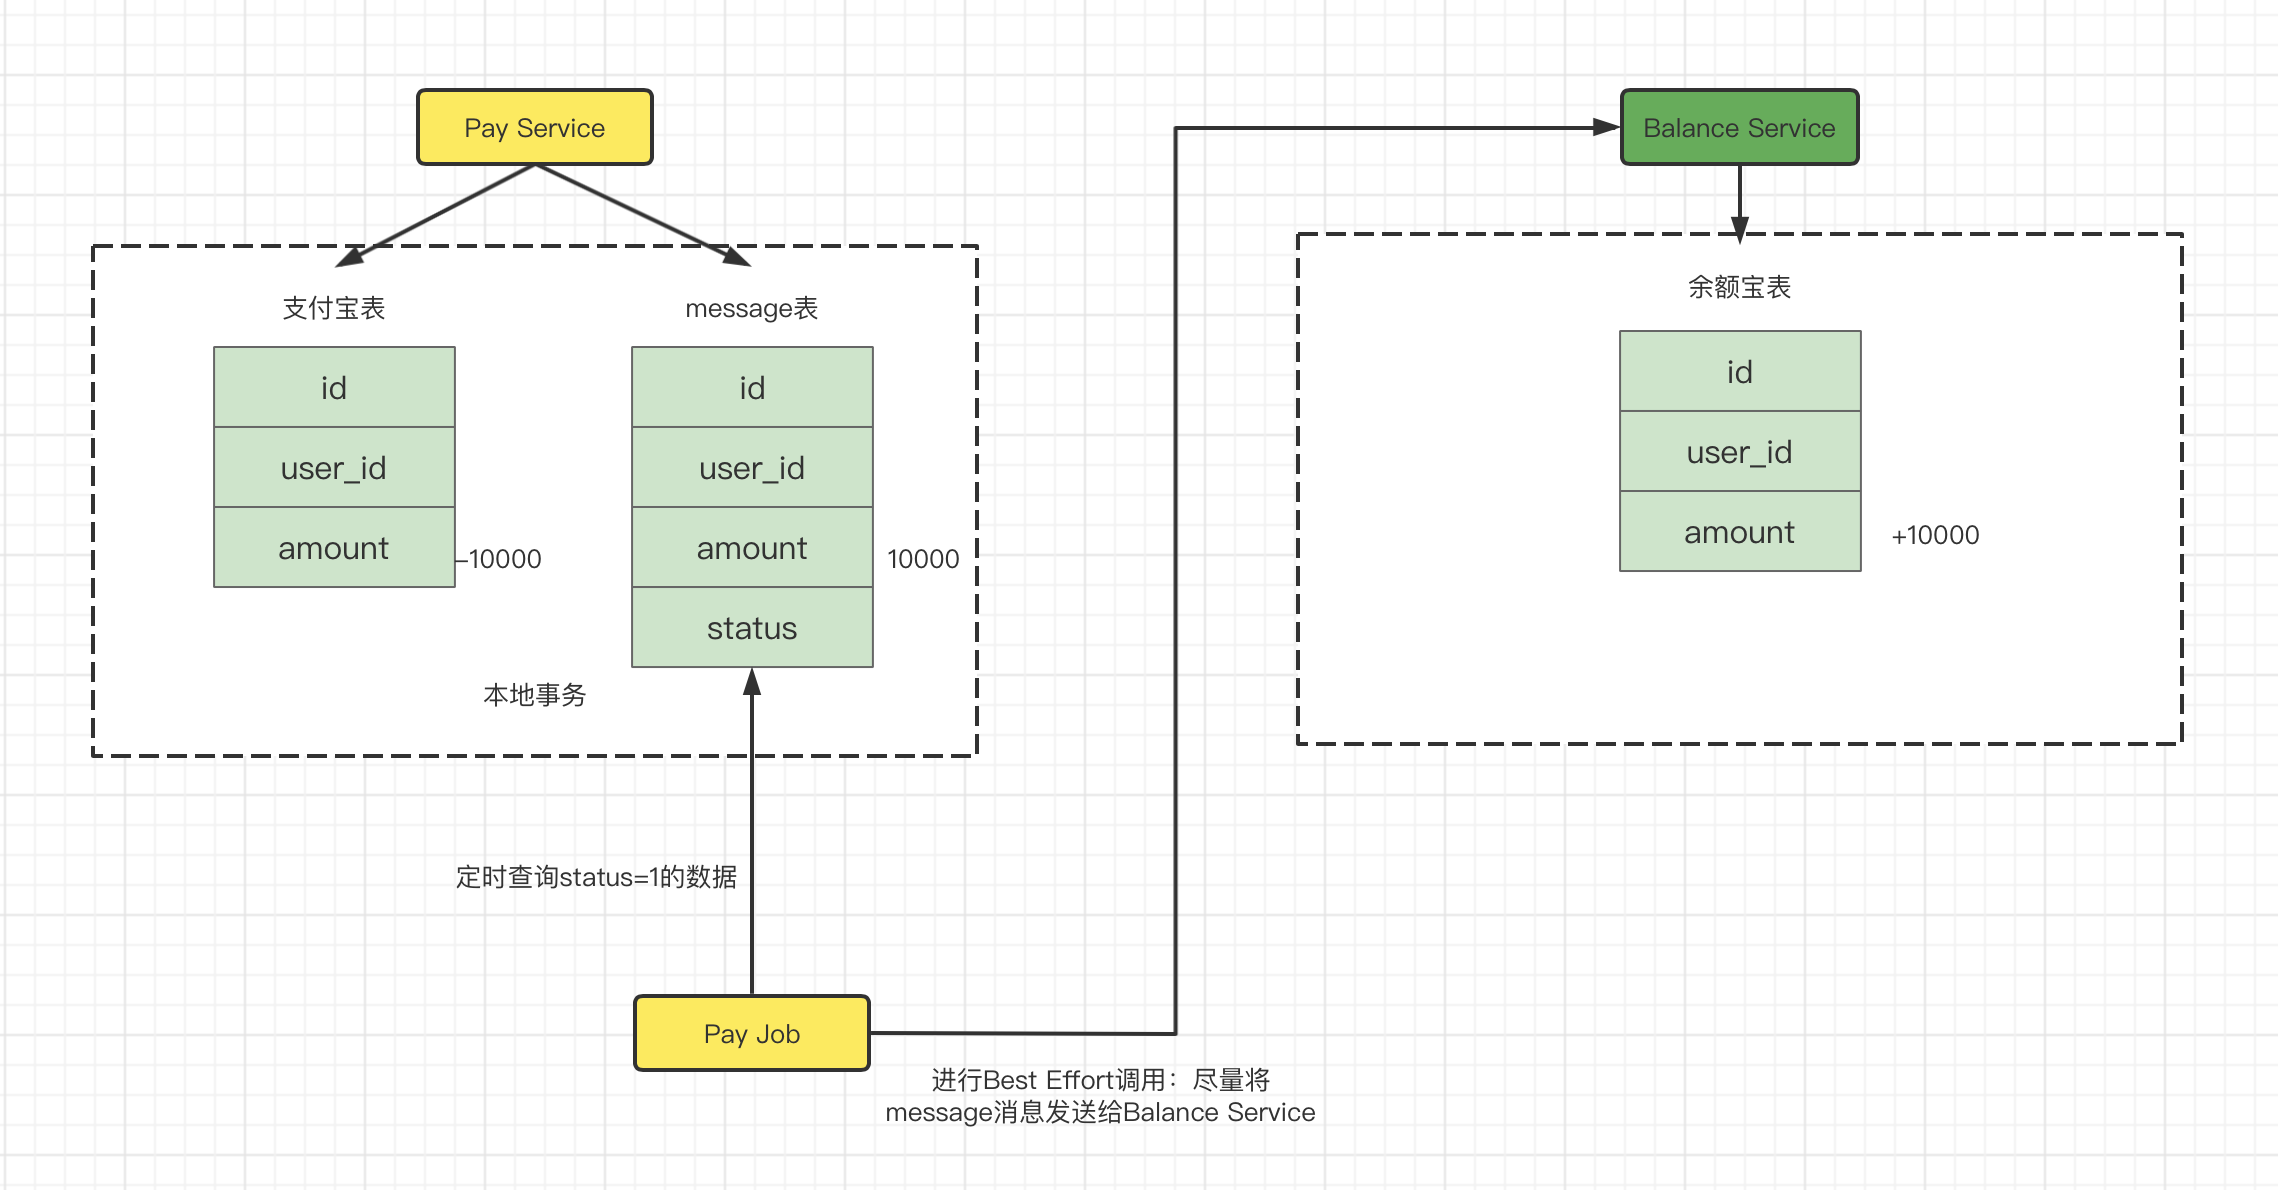 Pay Service
Balance Service
支付宝表
message表
余额宝表
id
user_id
amount
-10000
id
user_id
amount
10000
status
id
user_id
amount
+10000
本地事务
定时查询status=1的数据
Pay Job
进行Best Effort调用：尽量将
message消息发送给Balance Service